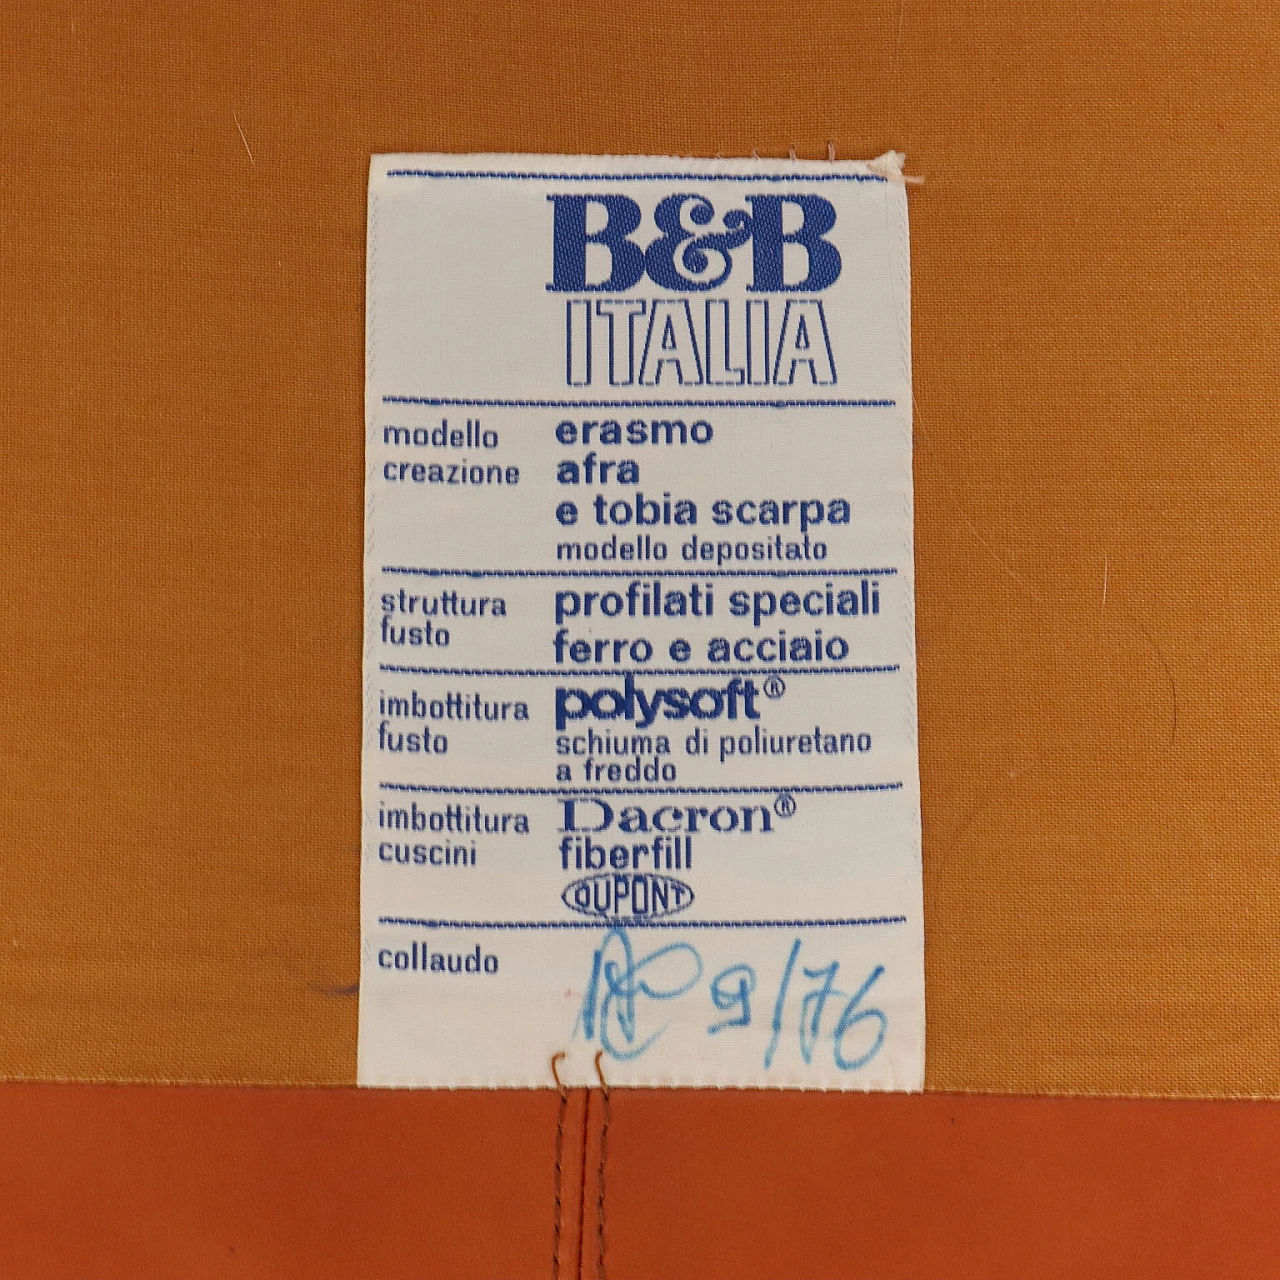 B&B
ITALIA
modello erasmo
creazione afra
e tobia scarpa
modello depositato
struttura profilati speciali
fusto ferro e acciaio
imbottitura polysoft®
fusto schiuma di poliuretano
a freddo
imbottitura Dacron®
cuscini fiberfill
DUPONT
collaudo 9/76